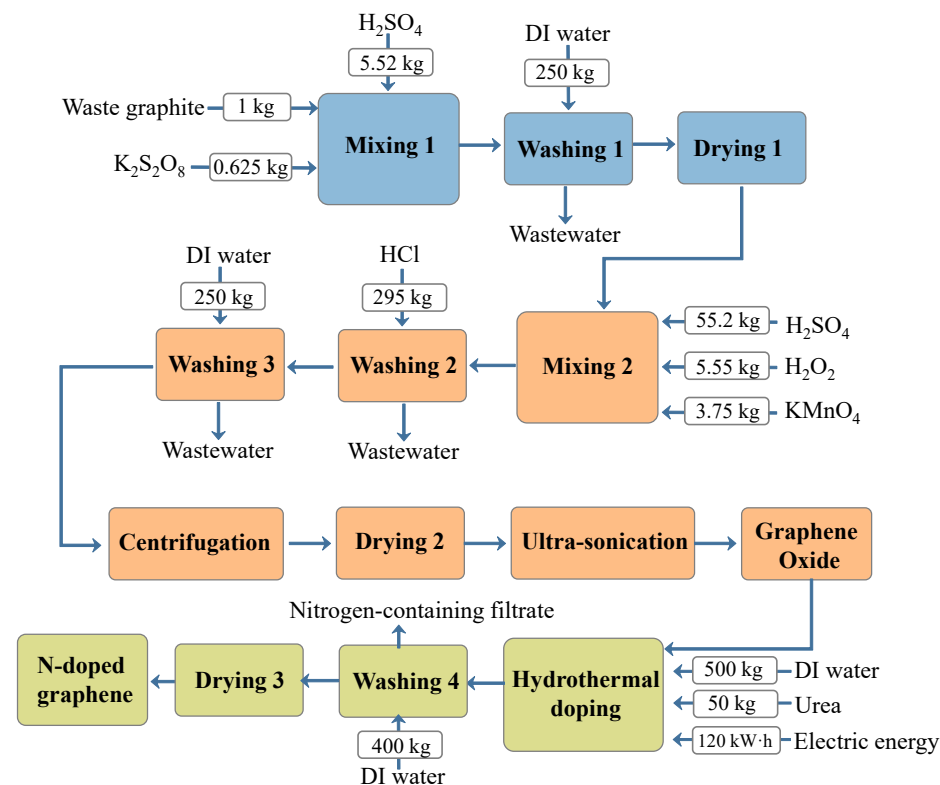 H₂SO₄
5.52 kg
DI water
250 kg
Waste graphite
1 kg
Mixing 1
Washing 1
Drying 1
K₂S₂O₈
0.625 kg
Wastewater
DI water
250 kg
HCl
295 kg
55.2 kg
H₂SO₄
Washing 3
Washing 2
Mixing 2
5.55 kg
H₂O₂
3.75 kg
KMnO₄
Wastewater
Wastewater
Centrifugation
Drying 2
Ultra-sonication
Graphene
Oxide
Nitrogen-containing filtrate
N-doped
graphene
Drying 3
Washing 4
Hydrothermal
doping
500 kg
DI water
50 kg
Urea
120 kW·h
Electric energy
400 kg
DI water